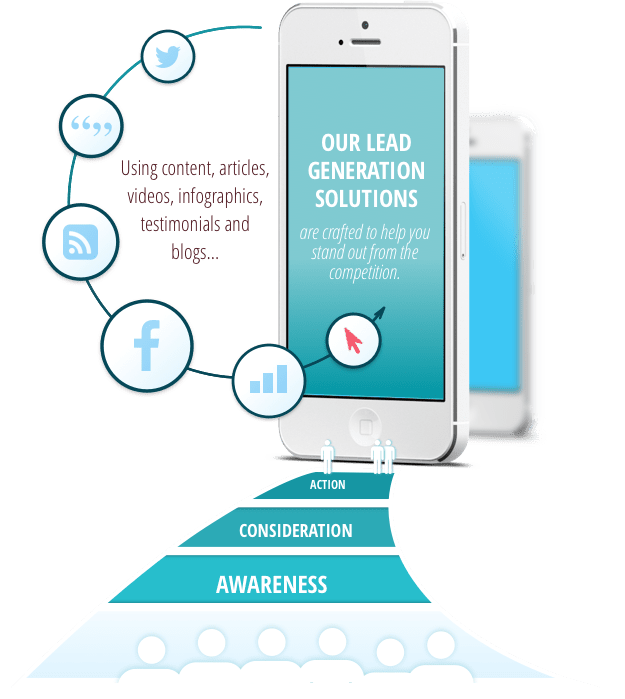 Using content, articles,
videos, infographics,
testimonials and
blogs...
OUR LEAD
GENERATION
SOLUTIONS
are crafted to help you
stand out from the
competition.
ACTION
CONSIDERATION
AWARENESS